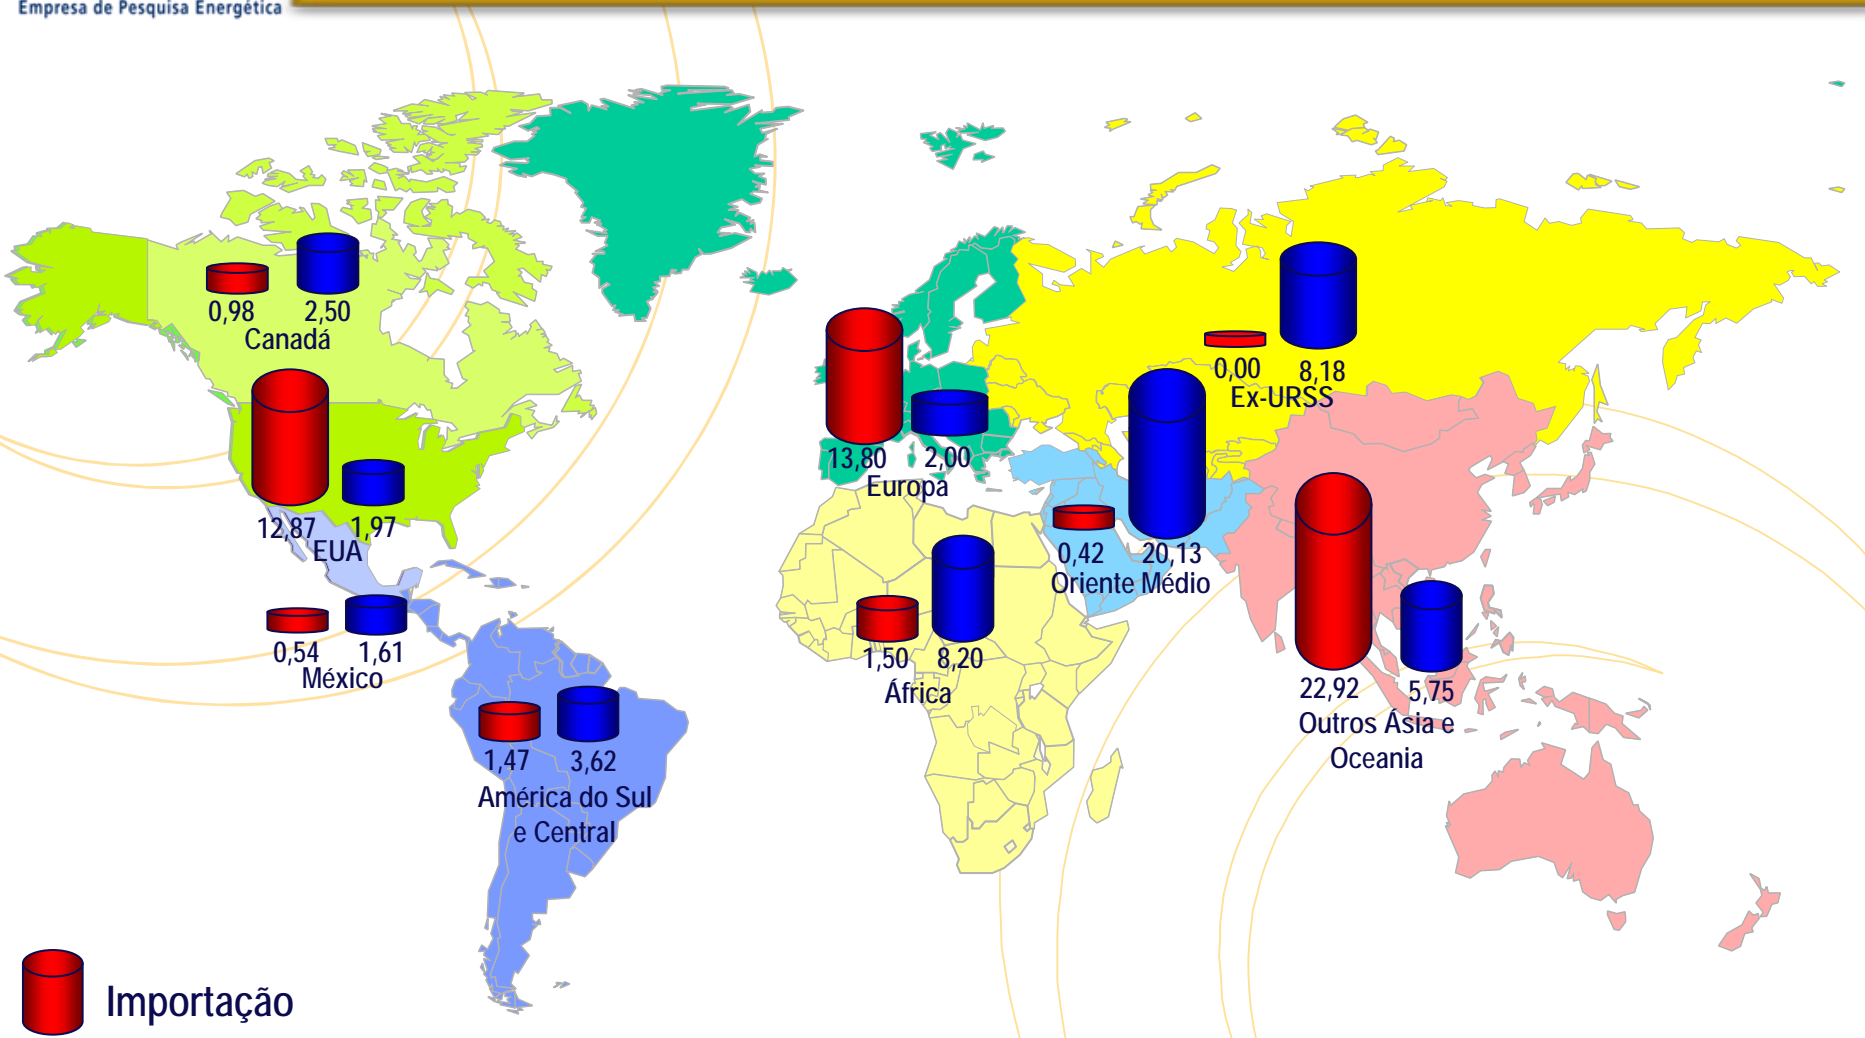 Empresa de Pesquisa Energética
0,98 2,50
Canadá
12,87 1,97
EUA
0,54 1,61
México
1,47 3,62
América do Sul
e Central
13,80 2,00
Europa
1,50 8,20
África
0,00 8,18
Ex-URSS
0,42 20,13
Oriente Médio
22,92 5,75
Outros Ásia e
Oceania
Importação